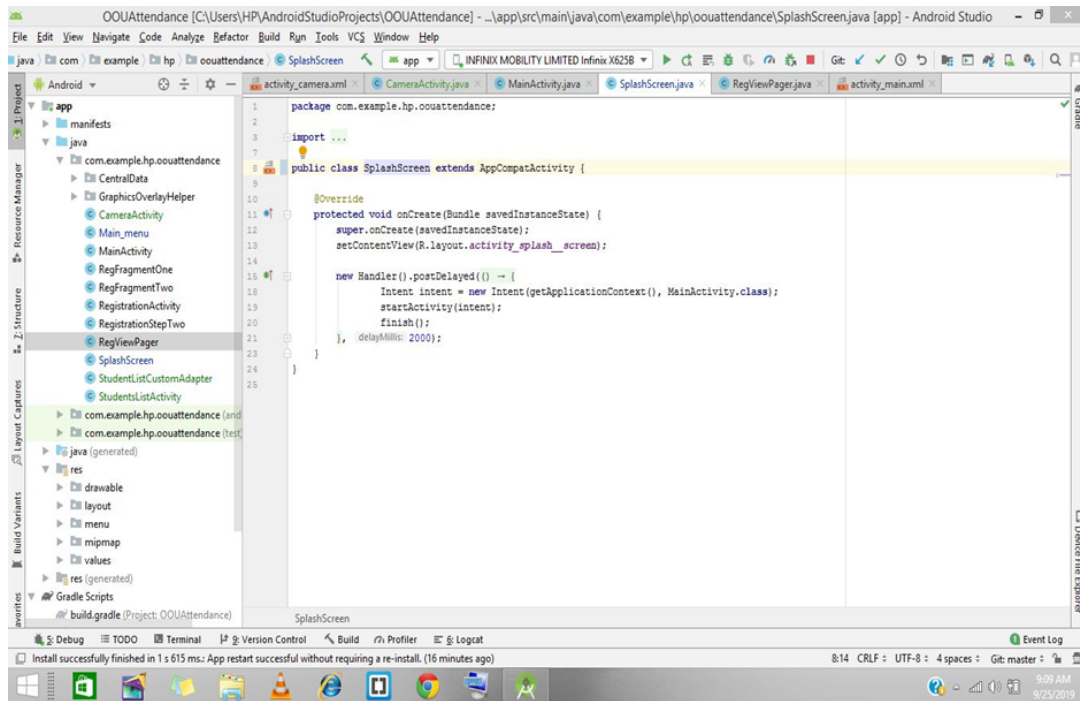 OOUAttendance [C:\Users\HP\AndroidStudioProjects\OOUAttendance] - ...\app\src\main\java\com\example\hp\oouattendance\SplashScreen.java [app] - Android Studio
File Edit View Navigate Code Analyze Refactor Build Run Tools VCS Window Help
java com example hp oouattendance SplashScreen app INFINIX MOBILITY LIMITED Infinix X625B Git:
Android activity_camera.xml CameraActivity.java MainActivity.java SplashScreen.java RegViewPager.java activity_main.xml
1: Project
Resource Manager
Z: Structure
Layout Captures
Build Variants
app
manifests
java
com.example.hp.oouattendance
CentralData
GraphicsOverlayHelper
CameraActivity
Main_menu
MainActivity
RegFragmentOne
RegFragmentTwo
RegistrationActivity
RegistrationStepTwo
RegViewPager
SplashScreen
StudentListCustomAdapter
StudentsListActivity
com.example.hp.oouattendance (and
com.example.hp.oouattendance (test)
java (generated)
res
drawable
layout
menu
mipmap
values
res (generated)
Gradle Scripts
build.gradle (Project: OOUAttendance)
1 package com.example.hp.oouattendance;
2
3 import ...
7
8 public class SplashScreen extends AppCompatActivity {
9
10 @Override
11 protected void onCreate(Bundle savedInstanceState) {
12 super.onCreate(savedInstanceState);
13 setContentView(R.layout.activity_splash__screen);
14
15 new Handler().postDelayed(() → {
18 Intent intent = new Intent(getApplicationContext(), MainActivity.class);
19 startActivity(intent);
20 finish();
21 }, delayMillis: 2000);
23 }
24 }
25
SplashScreen
Gradle
Device File Explorer
5: Debug TODO Terminal 9: Version Control Build Profiler 6: Logcat 1 Event Log
Install successfully finished in 1 s 615 ms.: App restart successful without requiring a re-install. (16 minutes ago) 8:14 CRLF UTF-8 4 spaces Git: master
9:09 AM
9/25/2019